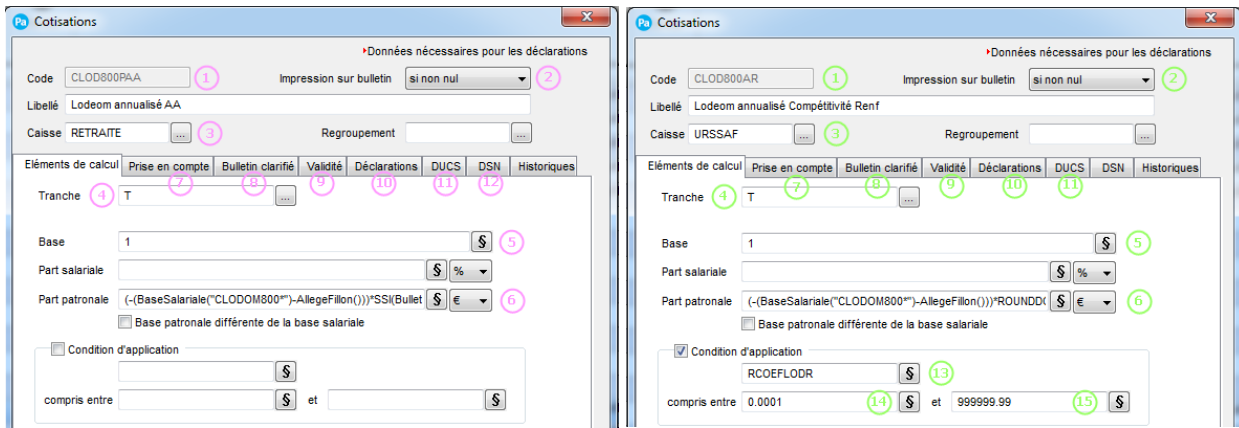 Pa Cotisations X
▸Données nécessaires pour les déclarations
Code CLOD800PAA 1 Impression sur bulletin si non nul 2
Libellé Lodeom annualisé AA
Caisse RETRAITE ... 3 Regroupement ...
Eléments de calcul Prise en compte Bulletin clarifié Validité Déclarations DUCS DSN Historiques
7 8 9 10 11 12
Tranche 4 T ...
Base 1 § 5
Part salariale § %
Part patronale (-(BaseSalariale("CLODOM800*")-AllegeFillon()))*SSI(Bullet § € 6
Base patronale différente de la base salariale
Condition d'application
§
compris entre § et §
Pa Cotisations X
▸Données nécessaires pour les déclarations
Code CLOD800AR 1 Impression sur bulletin si non nul 2
Libellé Lodeom annualisé Compétitivité Renf
Caisse URSSAF ... 3 Regroupement ...
Eléments de calcul Prise en compte Bulletin clarifié Validité Déclarations DUCS DSN Historiques
7 8 9 10 11
Tranche 4 T ...
Base 1 § 5
Part salariale § %
Part patronale (-(BaseSalariale("CLODOM800*")-AllegeFillon()))*ROUNDD( § € 6
Base patronale différente de la base salariale
Condition d'application
RCOEFLODR § 13
compris entre 0.0001 14 § et 999999.99 15 §